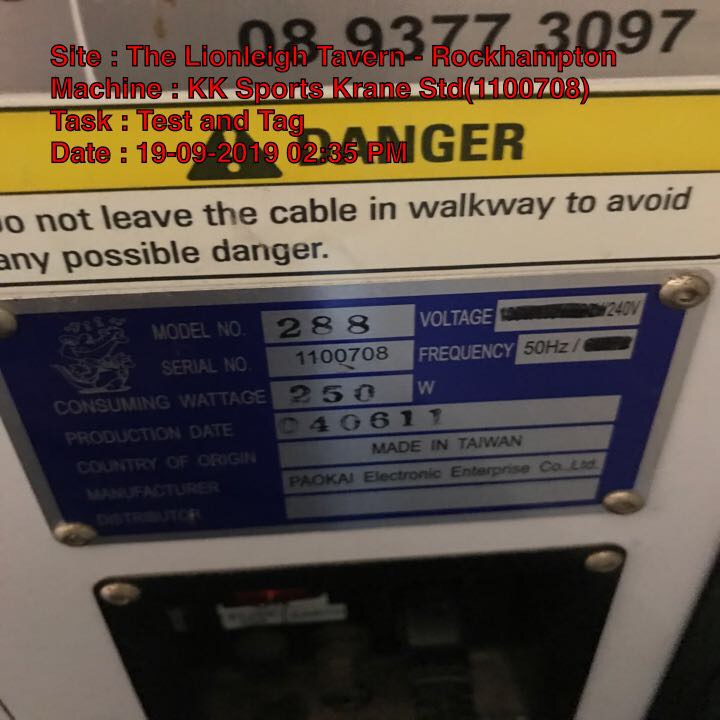 08 9377 3097
Site : The Lionleigh Tavern - Rockhampton
Machine : KK Sports Krane Std(1100708)
Task : Test and Tag
Date : 19-09-2019 02:35 PM
DANGER
Do not leave the cable in walkway to avoid
any possible danger.
MODEL NO. 288 VOLTAGE /240V
SERIAL NO. 1100708 FREQUENCY 50Hz /
CONSUMING WATTAGE 250 W
PRODUCTION DATE 040611
COUNTRY OF ORIGIN MADE IN TAIWAN
MANUFACTURER PAOKAI Electronic Enterprise Co.,Ltd.
DISTRIBUTOR